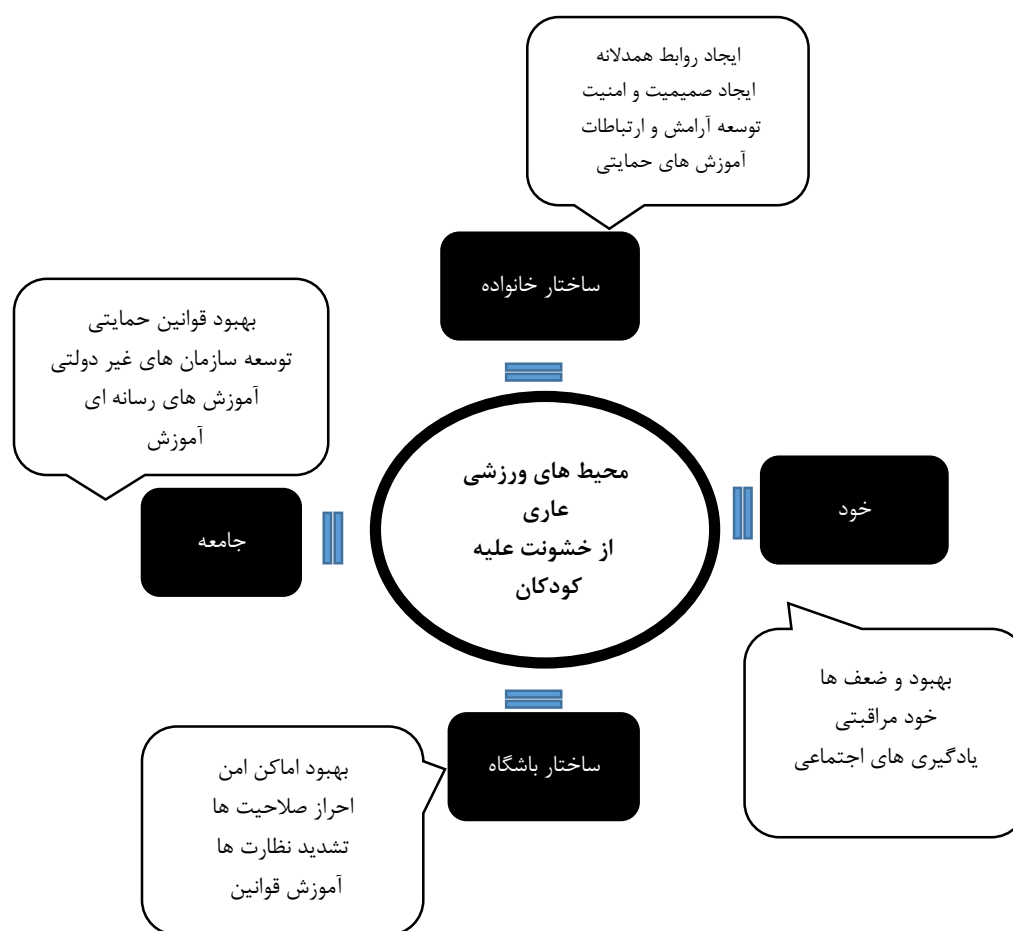 ایجاد روابط همدلانه
ایجاد صمیمیت و امنیت
توسعه آرامش و ارتباطات
آموزش های حمایتی
ساختار خانواده
بهبود قوانین حمایتی
توسعه سازمان های غیر دولتی
آموزش های رسانه ای
آموزش
محیط های ورزشی
عاری
از خشونت علیه
کودکان
خود
جامعه
بهبود و ضعف ها
خود مراقبتی
یادگیری های اجتماعی
ساختار باشگاه
بهبود اماکن امن
احراز صلاحیت ها
تشدید نظارت ها
آموزش قوانین